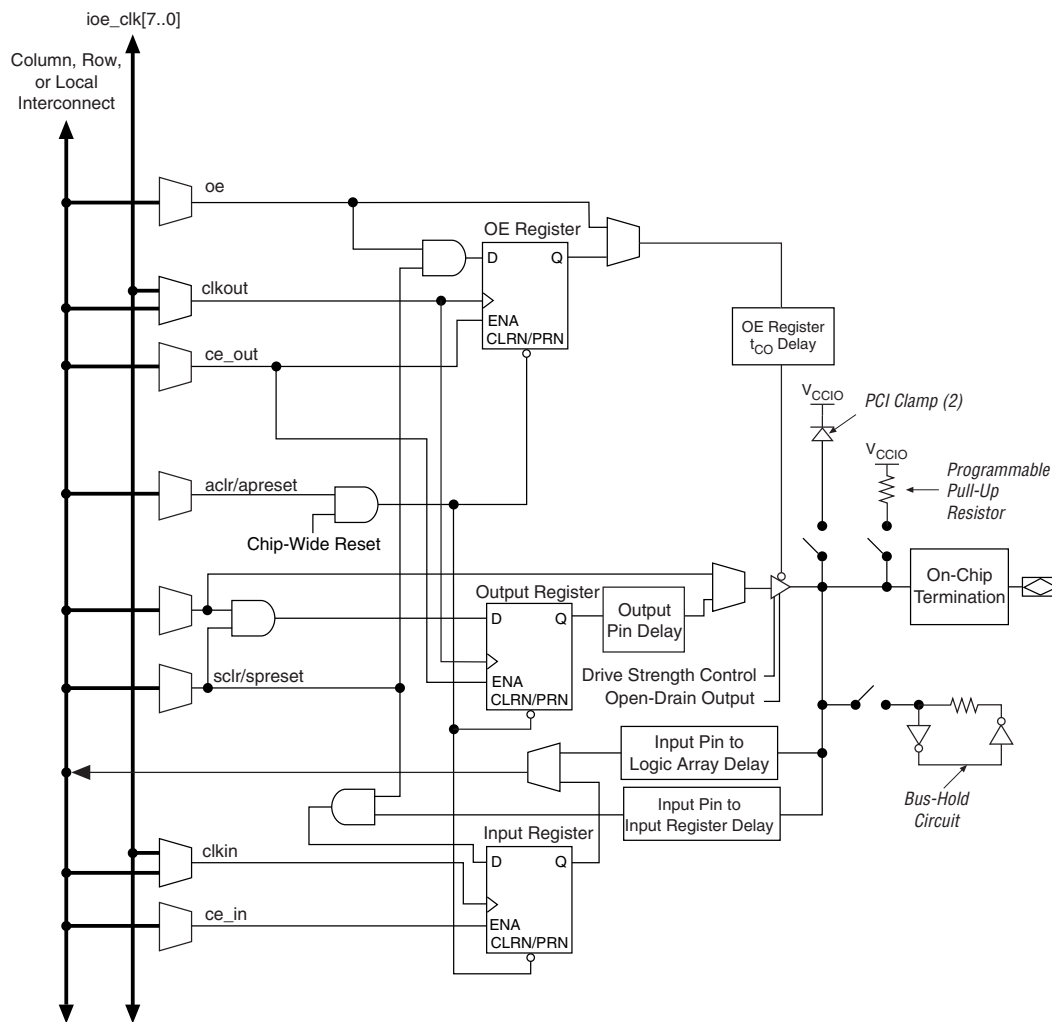 ioe_clk[7..0]
Column, Row,
or Local
Interconnect
oe
OE Register
D Q
clkout
ENA
CLRN/PRN
OE Register
tCO Delay
ce_out
VCCIO
PCI Clamp (2)
VCCIO
Programmable
Pull-Up
Resistor
aclr/apreset
Chip-Wide Reset
On-Chip
Termination
Output Register
D Q
Output
Pin Delay
ENA
CLRN/PRN
sclr/spreset
Drive Strength Control
Open-Drain Output
Input Pin to
Logic Array Delay
Input Pin to
Input Register Delay
Bus-Hold
Circuit
Input Register
D Q
clkin
ENA
CLRN/PRN
ce_in